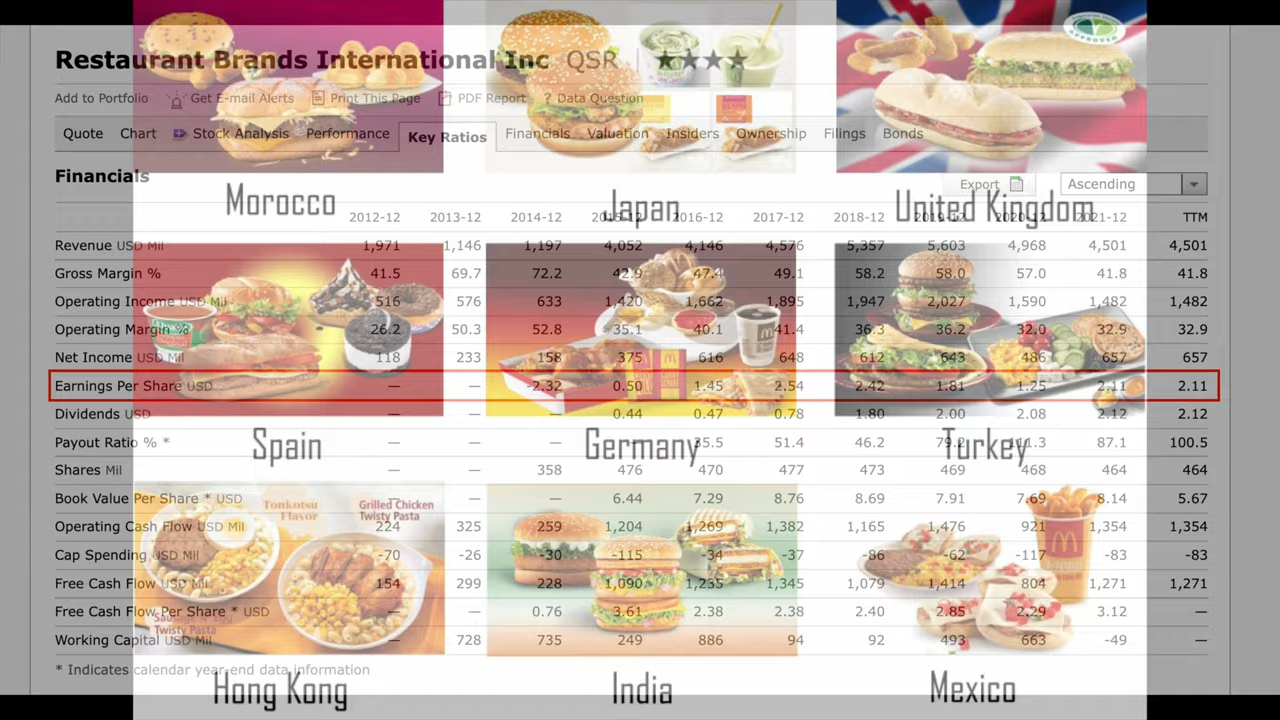 Restaurant Brands International Inc QSR ★★★★
Add to Portfolio Get E-mail Alerts Print This Page PDF Report ? Data Question
Quote Chart Stock Analysis Performance Key Ratios Financials Valuation Insiders Ownership Filings Bonds
Financials
Export Ascending
Morocco Japan United Kingdom
2012-12 2013-12 2014-12 2015-12 2016-12 2017-12 2018-12 2019-12 2020-12 2021-12 TTM
Revenue USD Mil 1,971 1,146 1,197 4,052 4,146 4,576 5,357 5,603 4,968 4,501 4,501
Gross Margin % 41.5 69.7 72.2 42.9 47.4 49.1 58.2 58.0 57.0 41.8 41.8
Operating Income USD Mil 516 576 633 1,420 1,662 1,895 1,947 2,027 1,590 1,482 1,482
Operating Margin % 26.2 50.3 52.8 35.1 40.1 41.4 36.3 36.2 32.0 32.9 32.9
Net Income USD Mil 118 233 158 375 616 648 612 643 486 657 657
Earnings Per Share USD — — -2.32 0.50 1.45 2.54 2.42 1.81 1.25 2.11 2.11
Dividends USD — — — 0.44 0.47 0.78 1.80 2.00 2.08 2.12 2.12
Spain Germany Turkey
Payout Ratio % * — — — — 35.5 51.4 46.2 79.2 111.3 87.1 100.5
Shares Mil — — 358 476 470 477 473 469 468 464 464
Book Value Per Share * USD — — — 6.44 7.29 8.76 8.69 7.91 7.69 8.14 5.67
Tonkotsu Flavor
Grilled Chicken Twisty Pasta
Operating Cash Flow USD Mil 224 325 259 1,204 1,269 1,382 1,165 1,476 921 1,354 1,354
Cap Spending USD Mil -70 -26 -30 -115 -34 -37 -86 -62 -117 -83 -83
Free Cash Flow USD Mil 154 299 228 1,090 1,235 1,345 1,079 1,414 804 1,271 1,271
Free Cash Flow Per Share * USD — — 0.76 3.61 2.38 2.38 2.40 2.85 2.29 3.12 —
Twisty Pasta
Working Capital USD Mil — 728 735 249 886 94 92 493 663 -49 —
* Indicates calendar year-end data information
Hong Kong India Mexico